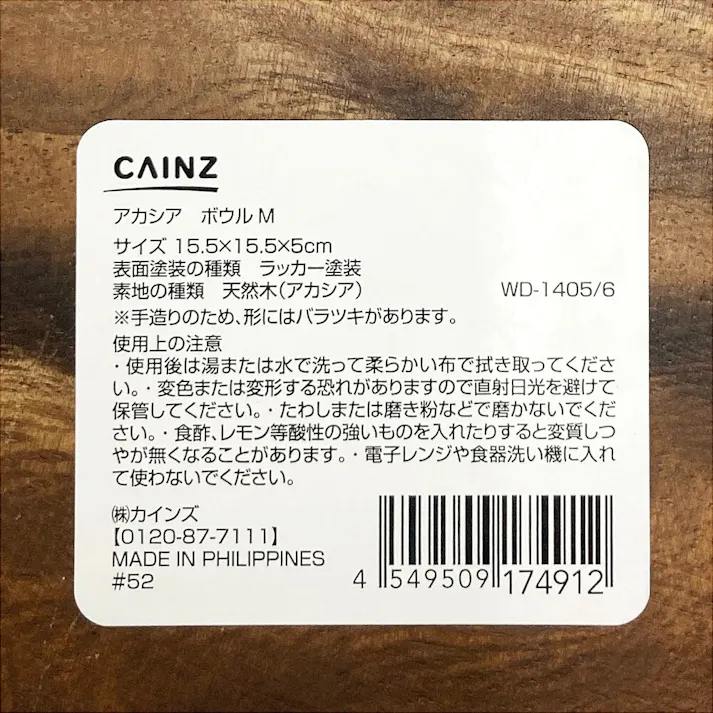 CAINZ
アカシア ボウル M
サイズ 15.5×15.5×5cm
表面塗装の種類 ラッカー塗装
素地の種類 天然木(アカシア) WD-1405/6
※手造りのため、形にはバラツキがあります。
使用上の注意
・使用後は湯または水で洗って柔らかい布で拭き取ってくださ
い。・変色または変形する恐れがありますので直射日光を避けて
保管してください。・たわしまたは磨き粉などで磨かないでくだ
さい。・食酢、レモン等酸性の強いものを入れたりすると変質しつ
やが無くなることがあります。・電子レンジや食器洗い機に入れ
て使わないでください。
㈱カインズ
【0120-87-7111】
MADE IN PHILIPPINES
#52
4 549509 174912